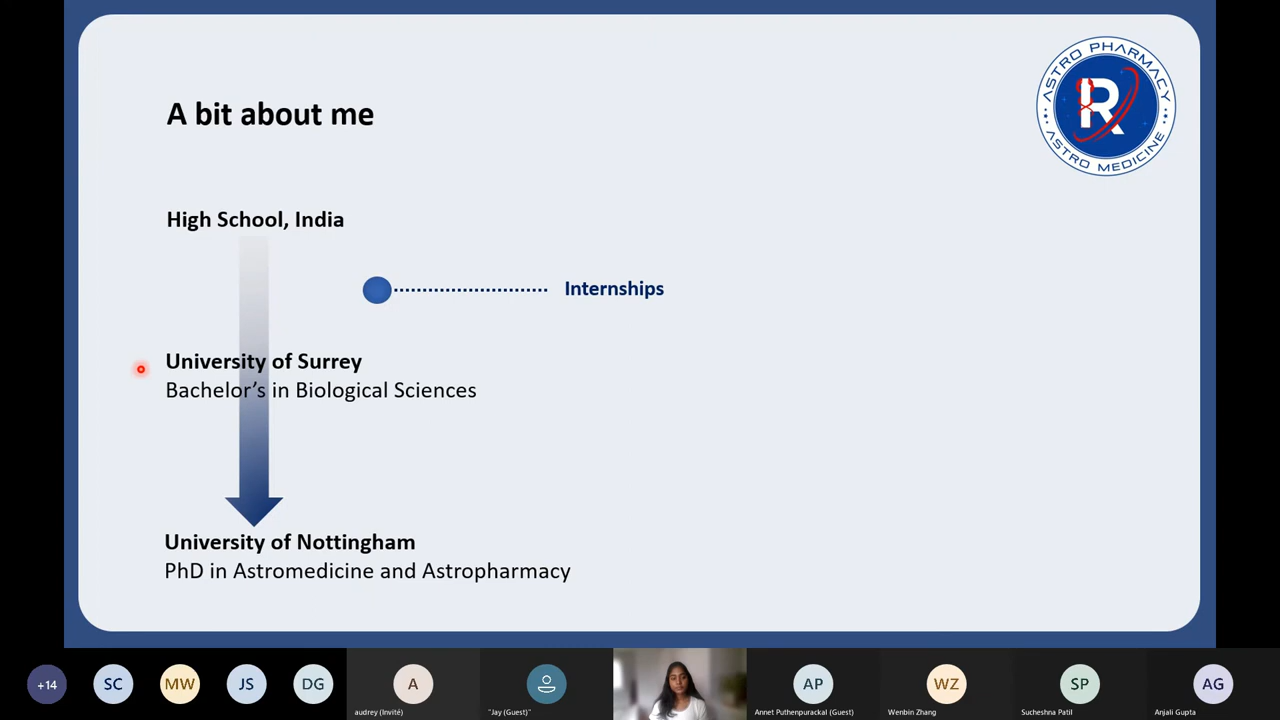 A bit about me
ASTRO PHARMACY
R
ASTRO MEDICINE
High School, India
Internships
University of Surrey
Bachelor's in Biological Sciences
University of Nottingham
PhD in Astromedicine and Astropharmacy
+14
SC
MW
JS
DG
A
AP
WZ
SP
AG
audrey (Invité)
"Jay (Guest)"
Annet Puthenpurackal (Guest)
Wenbin Zhang
Sucheshna Patil
Anjali Gupta